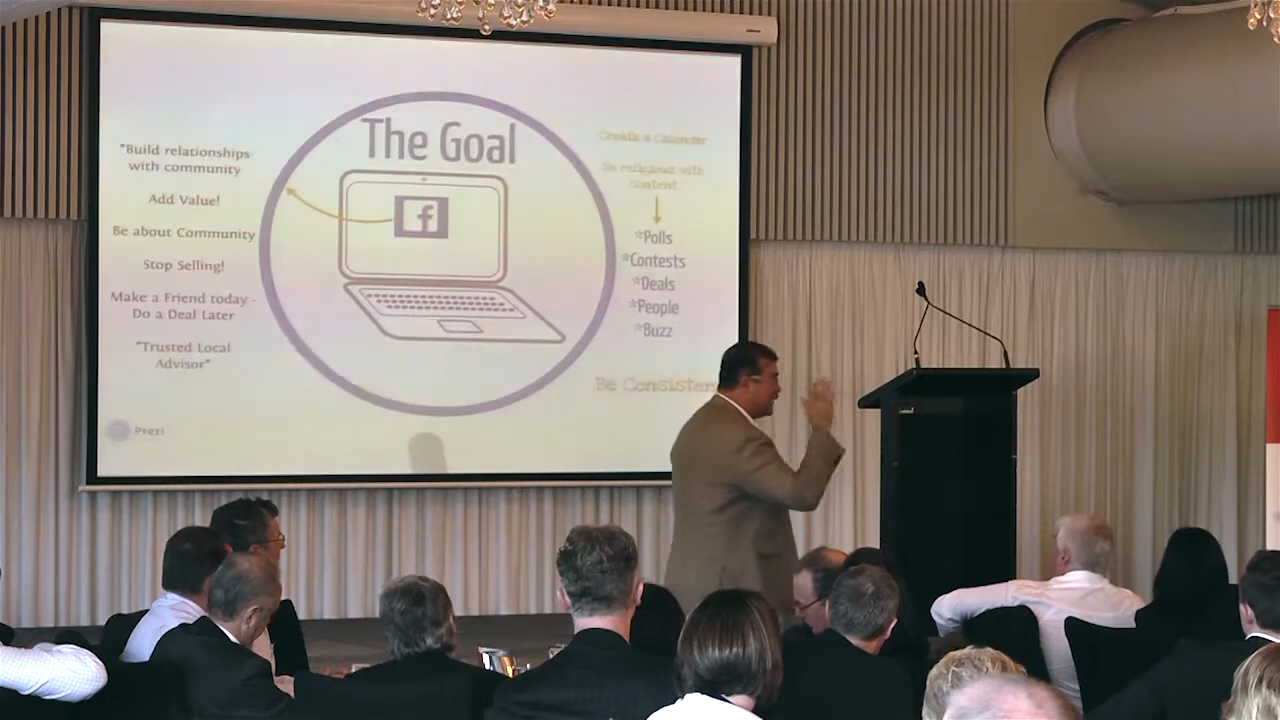 The Goal
"Build relationships
with community
Add Value!
Be about Community
Stop Selling!
Make a Friend today -
Do a Deal Later
"Trusted Local
Advisor"
f
Create a Calendar
Be religious with
content
*Polls
*Contests
*Deals
*People
*Buzz
Be Consisten
Prezi